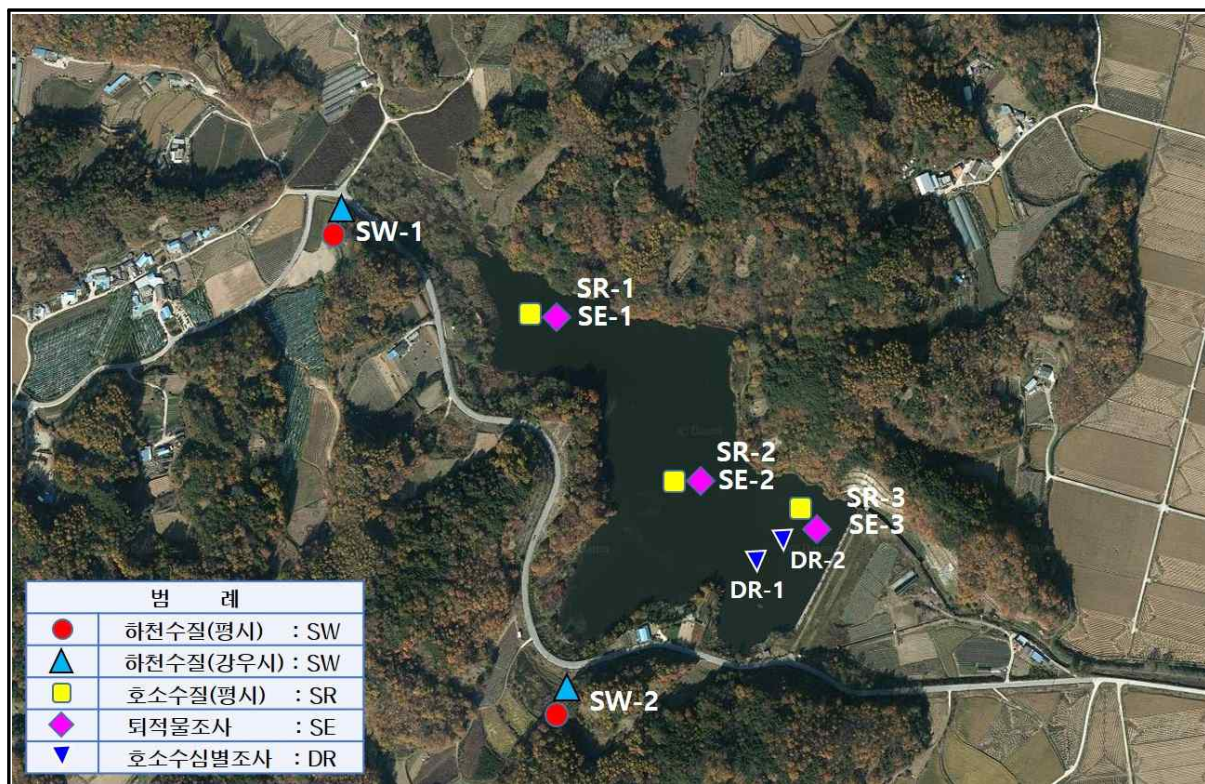 SW-1
SR-1
SE-1
SR-2
SE-2
SR-3
SE-3
DR-2
DR-1
SW-2
범 례
하천수질(평시) : SW
하천수질(강우시) : SW
호소수질(평시) : SR
퇴적물조사 : SE
호소수심별조사 : DR